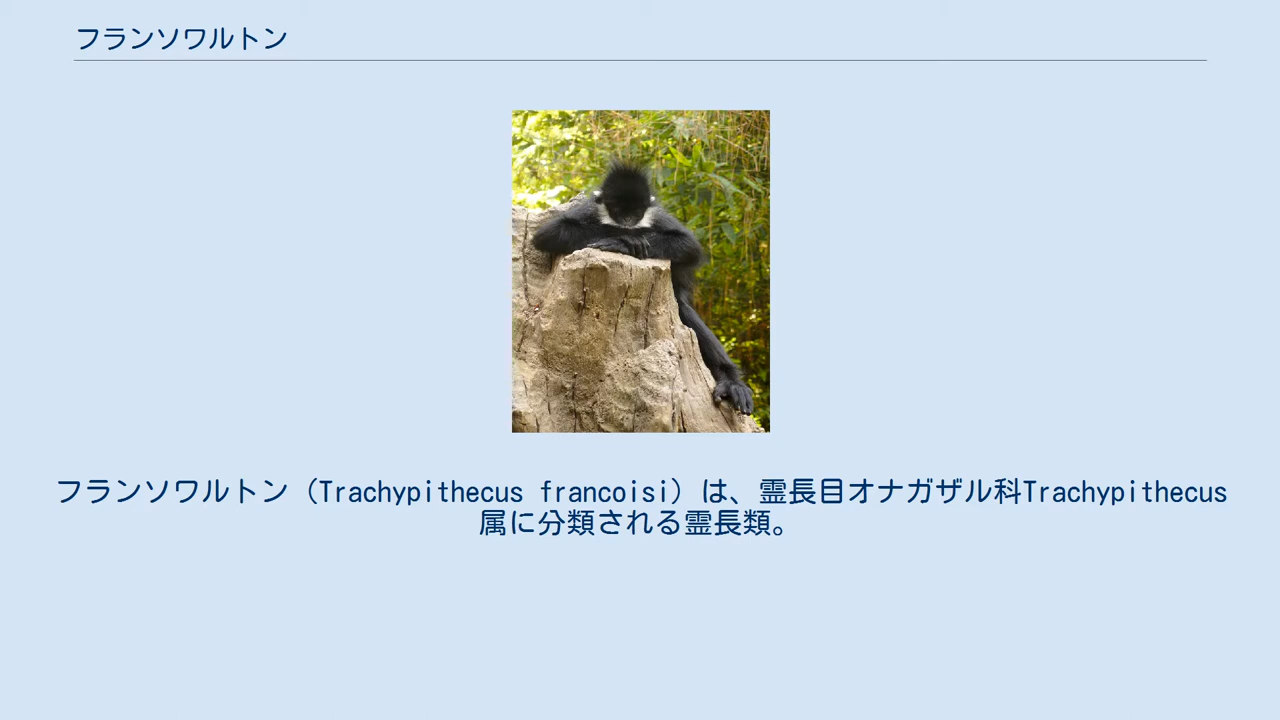 フランソワルトン
フランソワルトン（Trachypithecus francoisi）は、霊長目オナガザル科Trachypithecus
属に分類される霊長類。